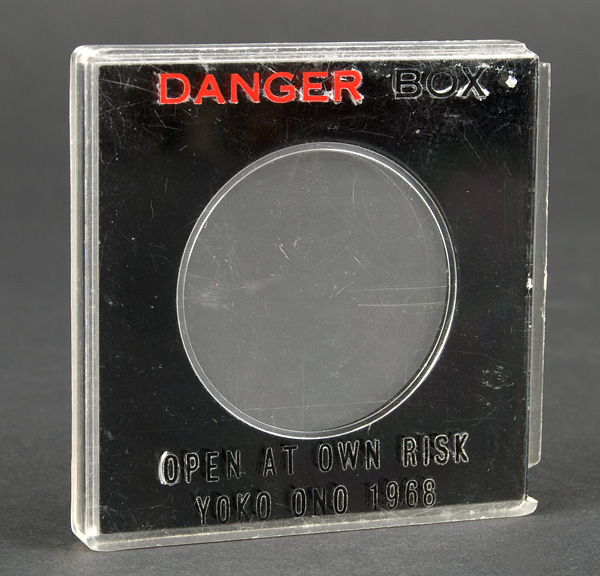 DANGER BOX
OPEN AT OWN RISK
YOKO ONO 1968